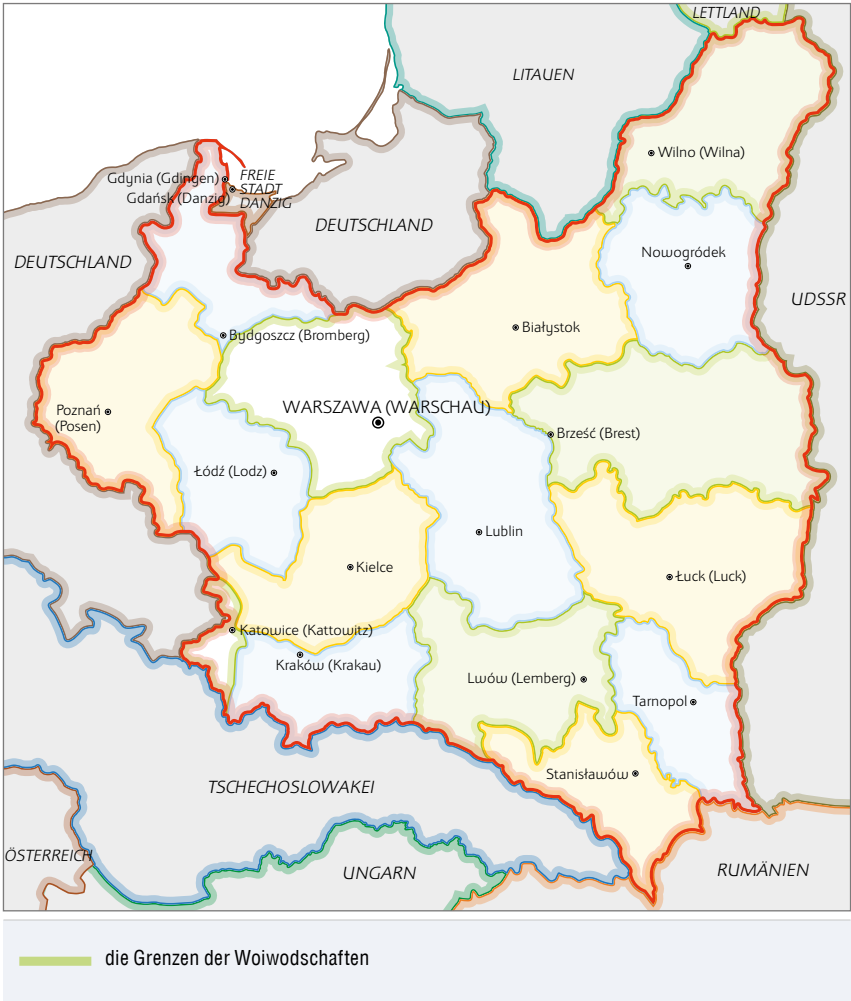 LETTLAND
LITAUEN
Wilno (Wilna)
Gdynia (Gdingen)
FREIE
STADT
DANZIG
Gdańsk (Danzig)
DEUTSCHLAND
DEUTSCHLAND
Nowogródek
UDSSR
Białystok
Bydgoszcz (Bromberg)
WARSZAWA (WARSCHAU)
Poznań
(Posen)
Brześć (Brest)
Łódź (Lodz)
Lublin
Kielce
Łuck (Luck)
Katowice (Kattowitz)
Kraków (Krakau)
Lwów (Lemberg)
Tarnopol
Stanisławów
TSCHECHOSLOWAKEI
ÖSTERREICH
UNGARN
RUMÄNIEN
die Grenzen der Woiwodschaften